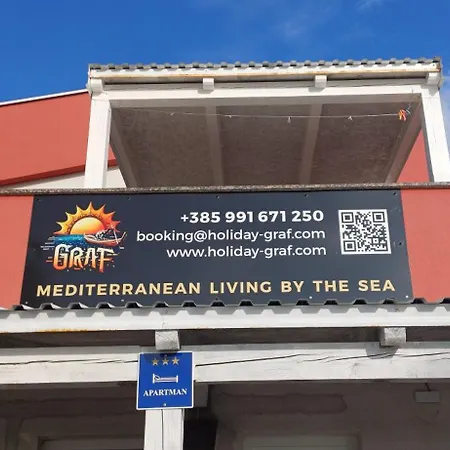 GRAF
+385 991 671 250
booking@holiday-graf.com
www.holiday-graf.com
MEDITERRANEAN LIVING BY THE SEA
APARTMAN